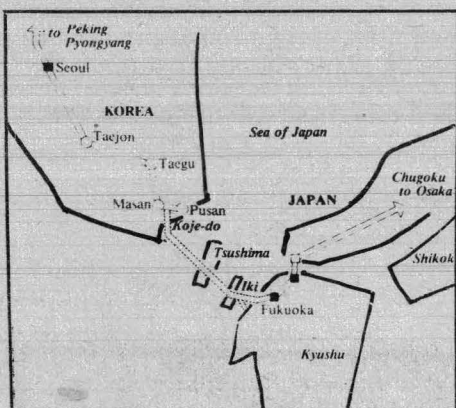 to Peking
Pyongyang
Seoul
KOREA
Taejon
Sea of Japan
Taegu
Chugoku
to Osaka
Masan
Pusan
JAPAN
Koje-do
Tsushima
Shikok
Iki
Fukuoka
Kyushu